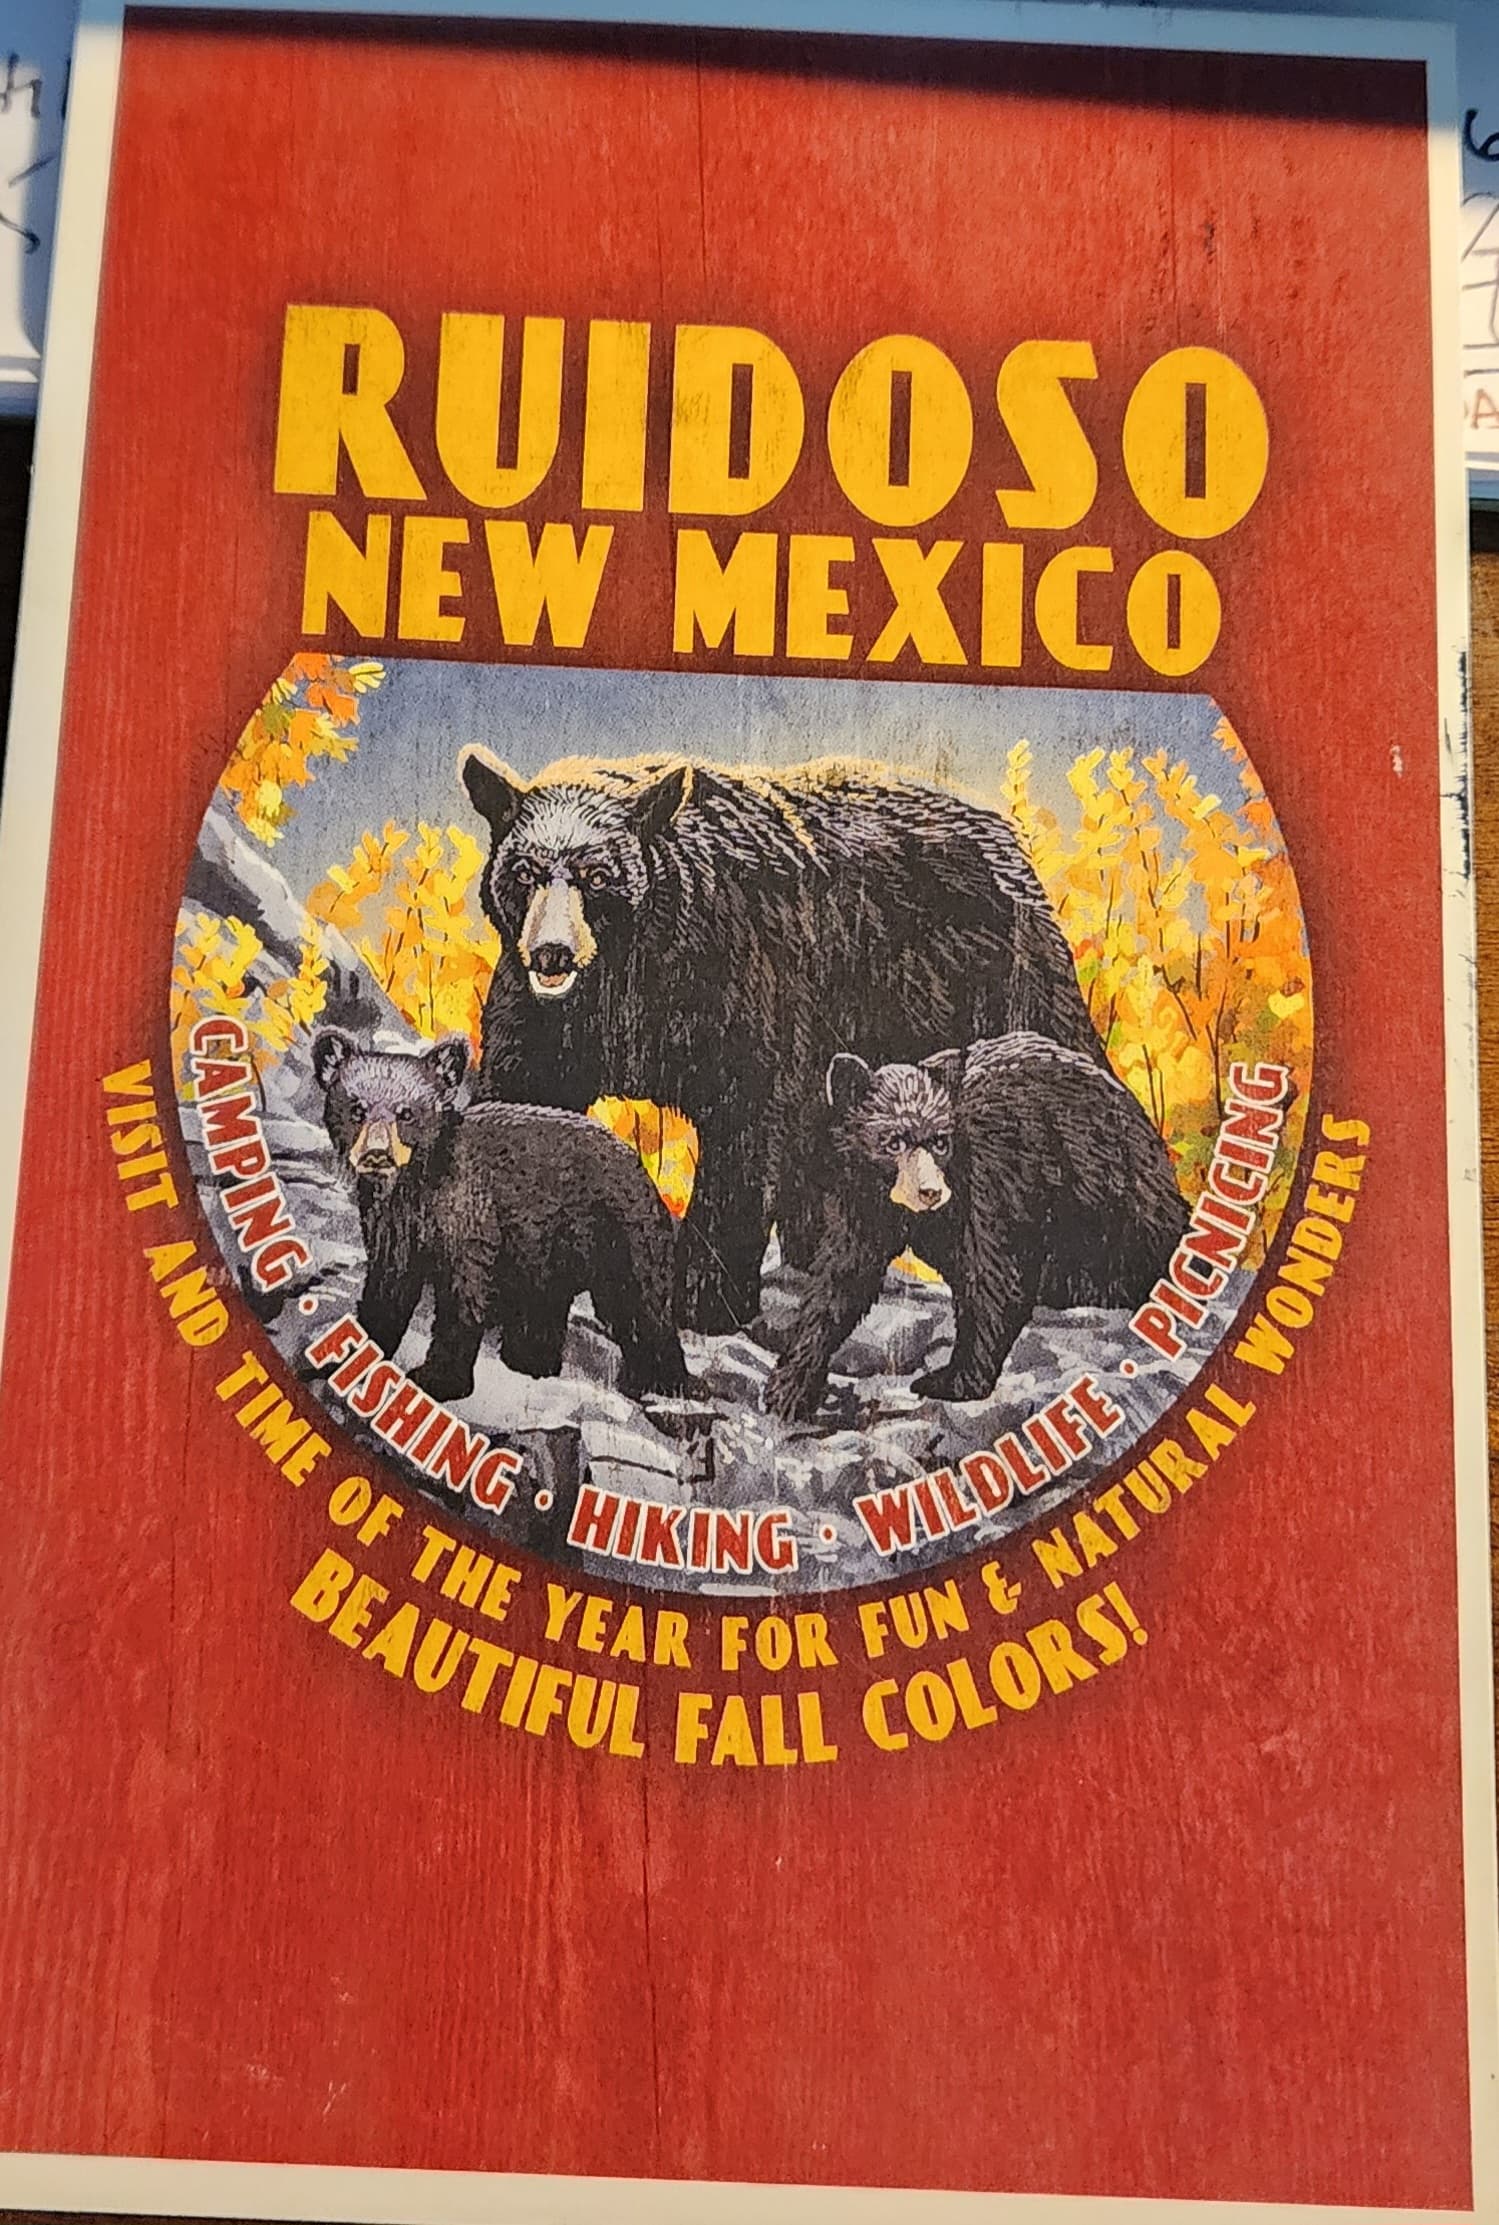 RUIDOSO
NEW MEXICO
CAMPING · FISHING · HIKING · WILDLIFE · PICNICING
VISIT AND TIME OF THE YEAR FOR FUN & NATURAL WONDERS
BEAUTIFUL FALL COLORS!